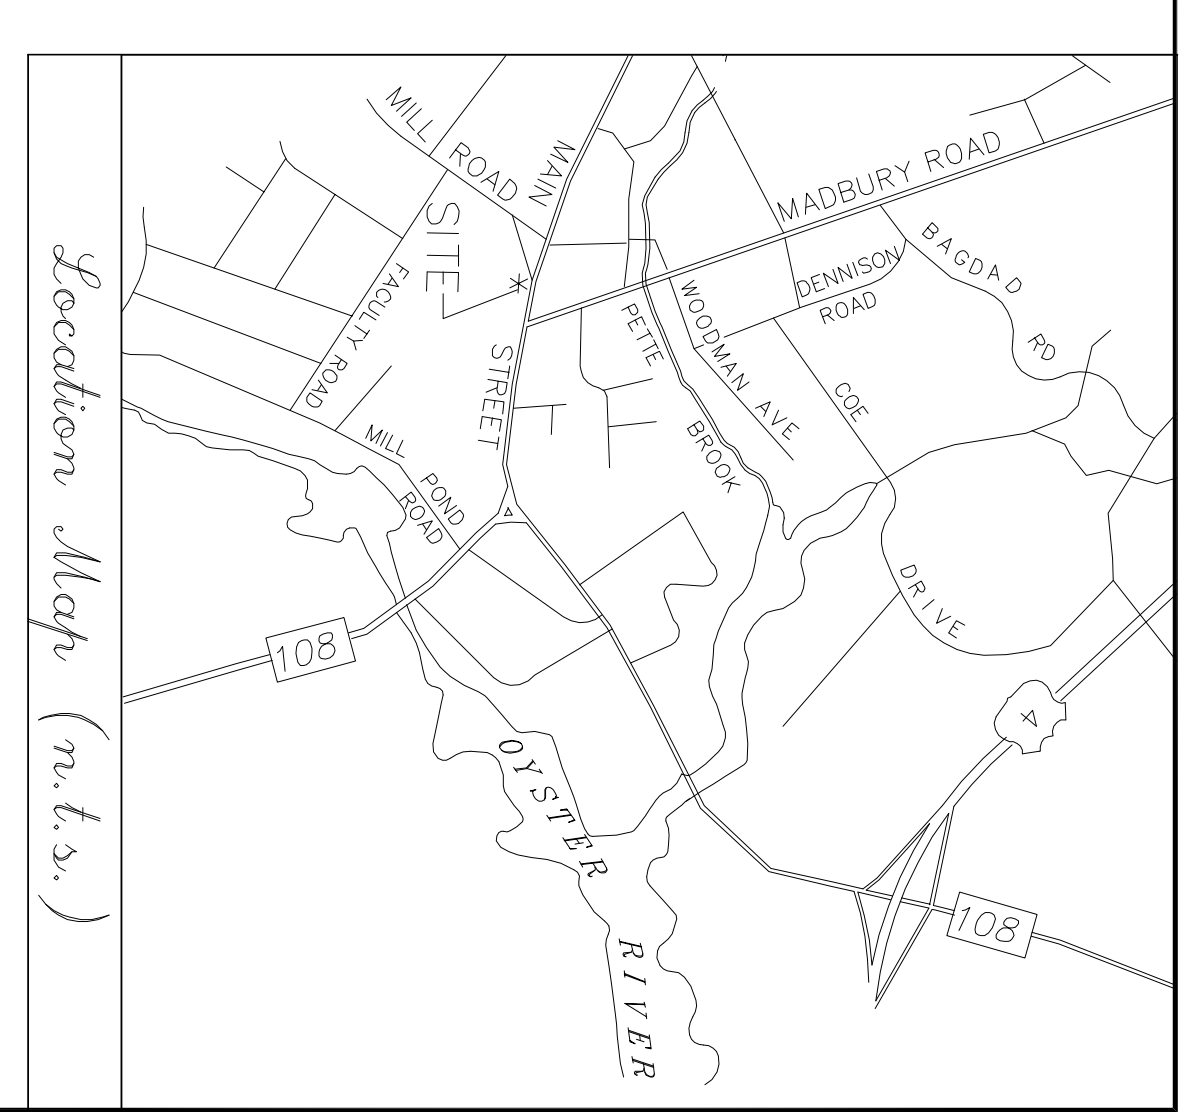 Location Map (n.t.s.)
MILL ROAD
MAIN
STREET
SITE
FACULTY ROAD
MADBURY ROAD
BAGDAD
RD
DENNISON
ROAD
WOODMAN AVE
PETTE
BROOK
COE
DRIVE
MILL
POND
ROAD
108
108
OYSTER
RIVER